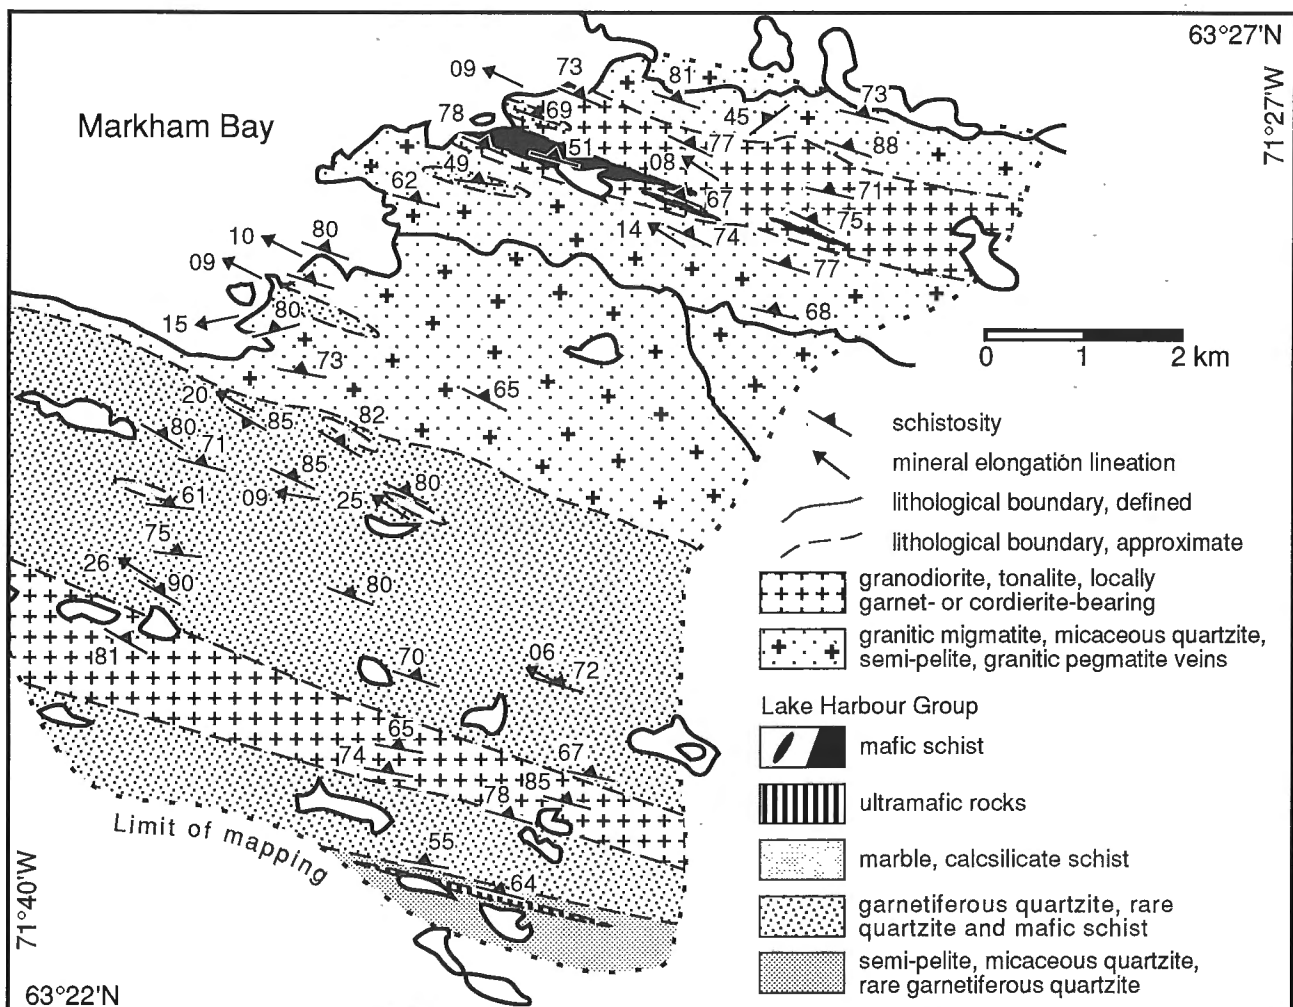 63°27'N
71°27'W
Markham Bay
09
73
81
73
78
69
45
77
88
51
49
08
62
67
71
75
14
74
77
10
80
09
80
15
68
0 1 2 km
73
65
20
85
82
80
71
85
80
61
09
25
75
26
90
80
81
70
06
72
65
74
67
85
78
55
64
Limit of mapping
71°40'W
63°22'N
schistosity
mineral elongation lineation
lithological boundary, defined
lithological boundary, approximate
granodiorite, tonalite, locally
garnet- or cordierite-bearing
granitic migmatite, micaceous quartzite,
semi-pelite, granitic pegmatite veins
Lake Harbour Group
mafic schist
ultramafic rocks
marble, calcsilicate schist
garnetiferous quartzite, rare
quartzite and mafic schist
semi-pelite, micaceous quartzite,
rare garnetiferous quartzite